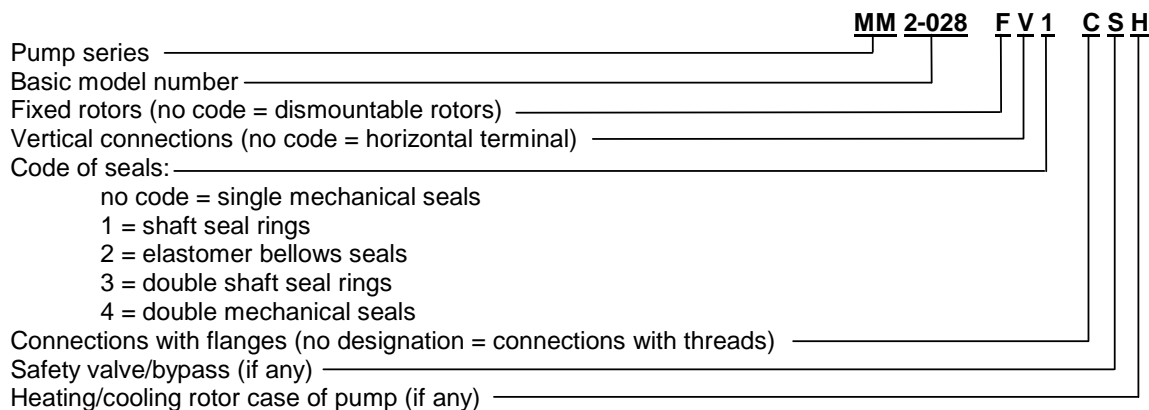 MM 2-028 F V 1 C S H
Pump series
Basic model number
Fixed rotors (no code = dismountable rotors)
Vertical connections (no code = horizontal terminal)
Code of seals:
no code = single mechanical seals
1 = shaft seal rings
2 = elastomer bellows seals
3 = double shaft seal rings
4 = double mechanical seals
Connections with flanges (no designation = connections with threads)
Safety valve/bypass (if any)
Heating/cooling rotor case of pump (if any)